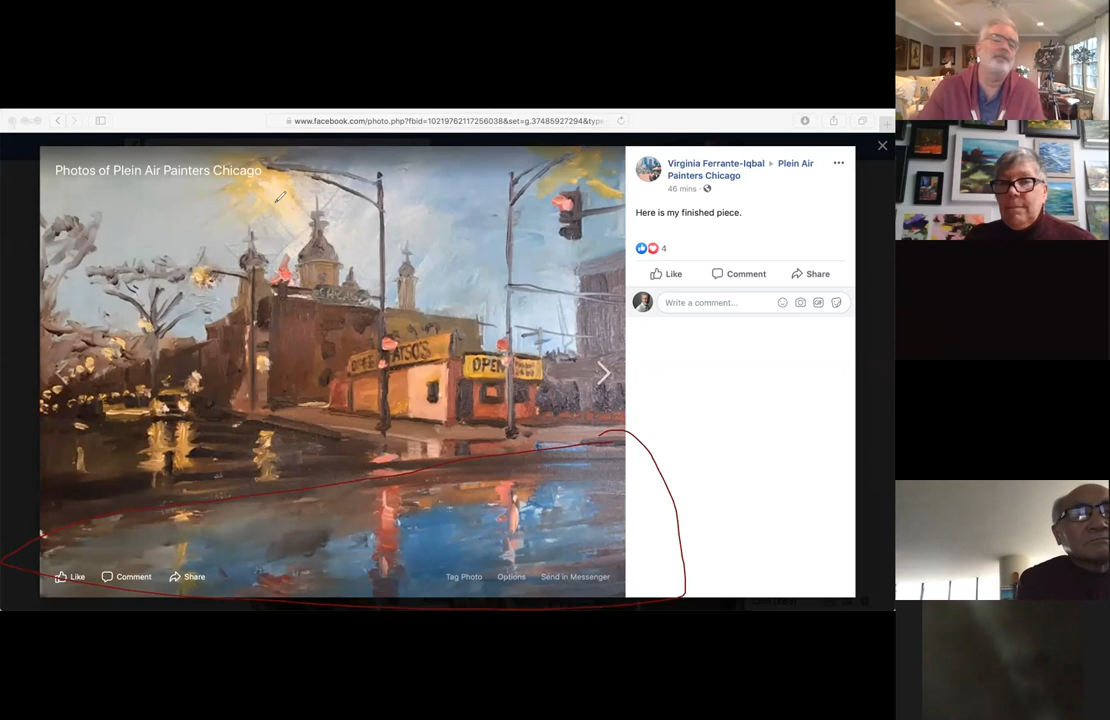 www.facebook.com/photo.php?fbid=10219762117256038&set=g.37485927294&type=
Photos of Plein Air Painters Chicago
CHICAGO
OPEN
Like
Comment
Share
Tag Photo
Options
Send in Messenger
Virginia Ferrante-Iqbal ▸ Plein Air
Painters Chicago
46 mins ·
Here is my finished piece.
4
Like
Comment
Share
Write a comment...
GIF